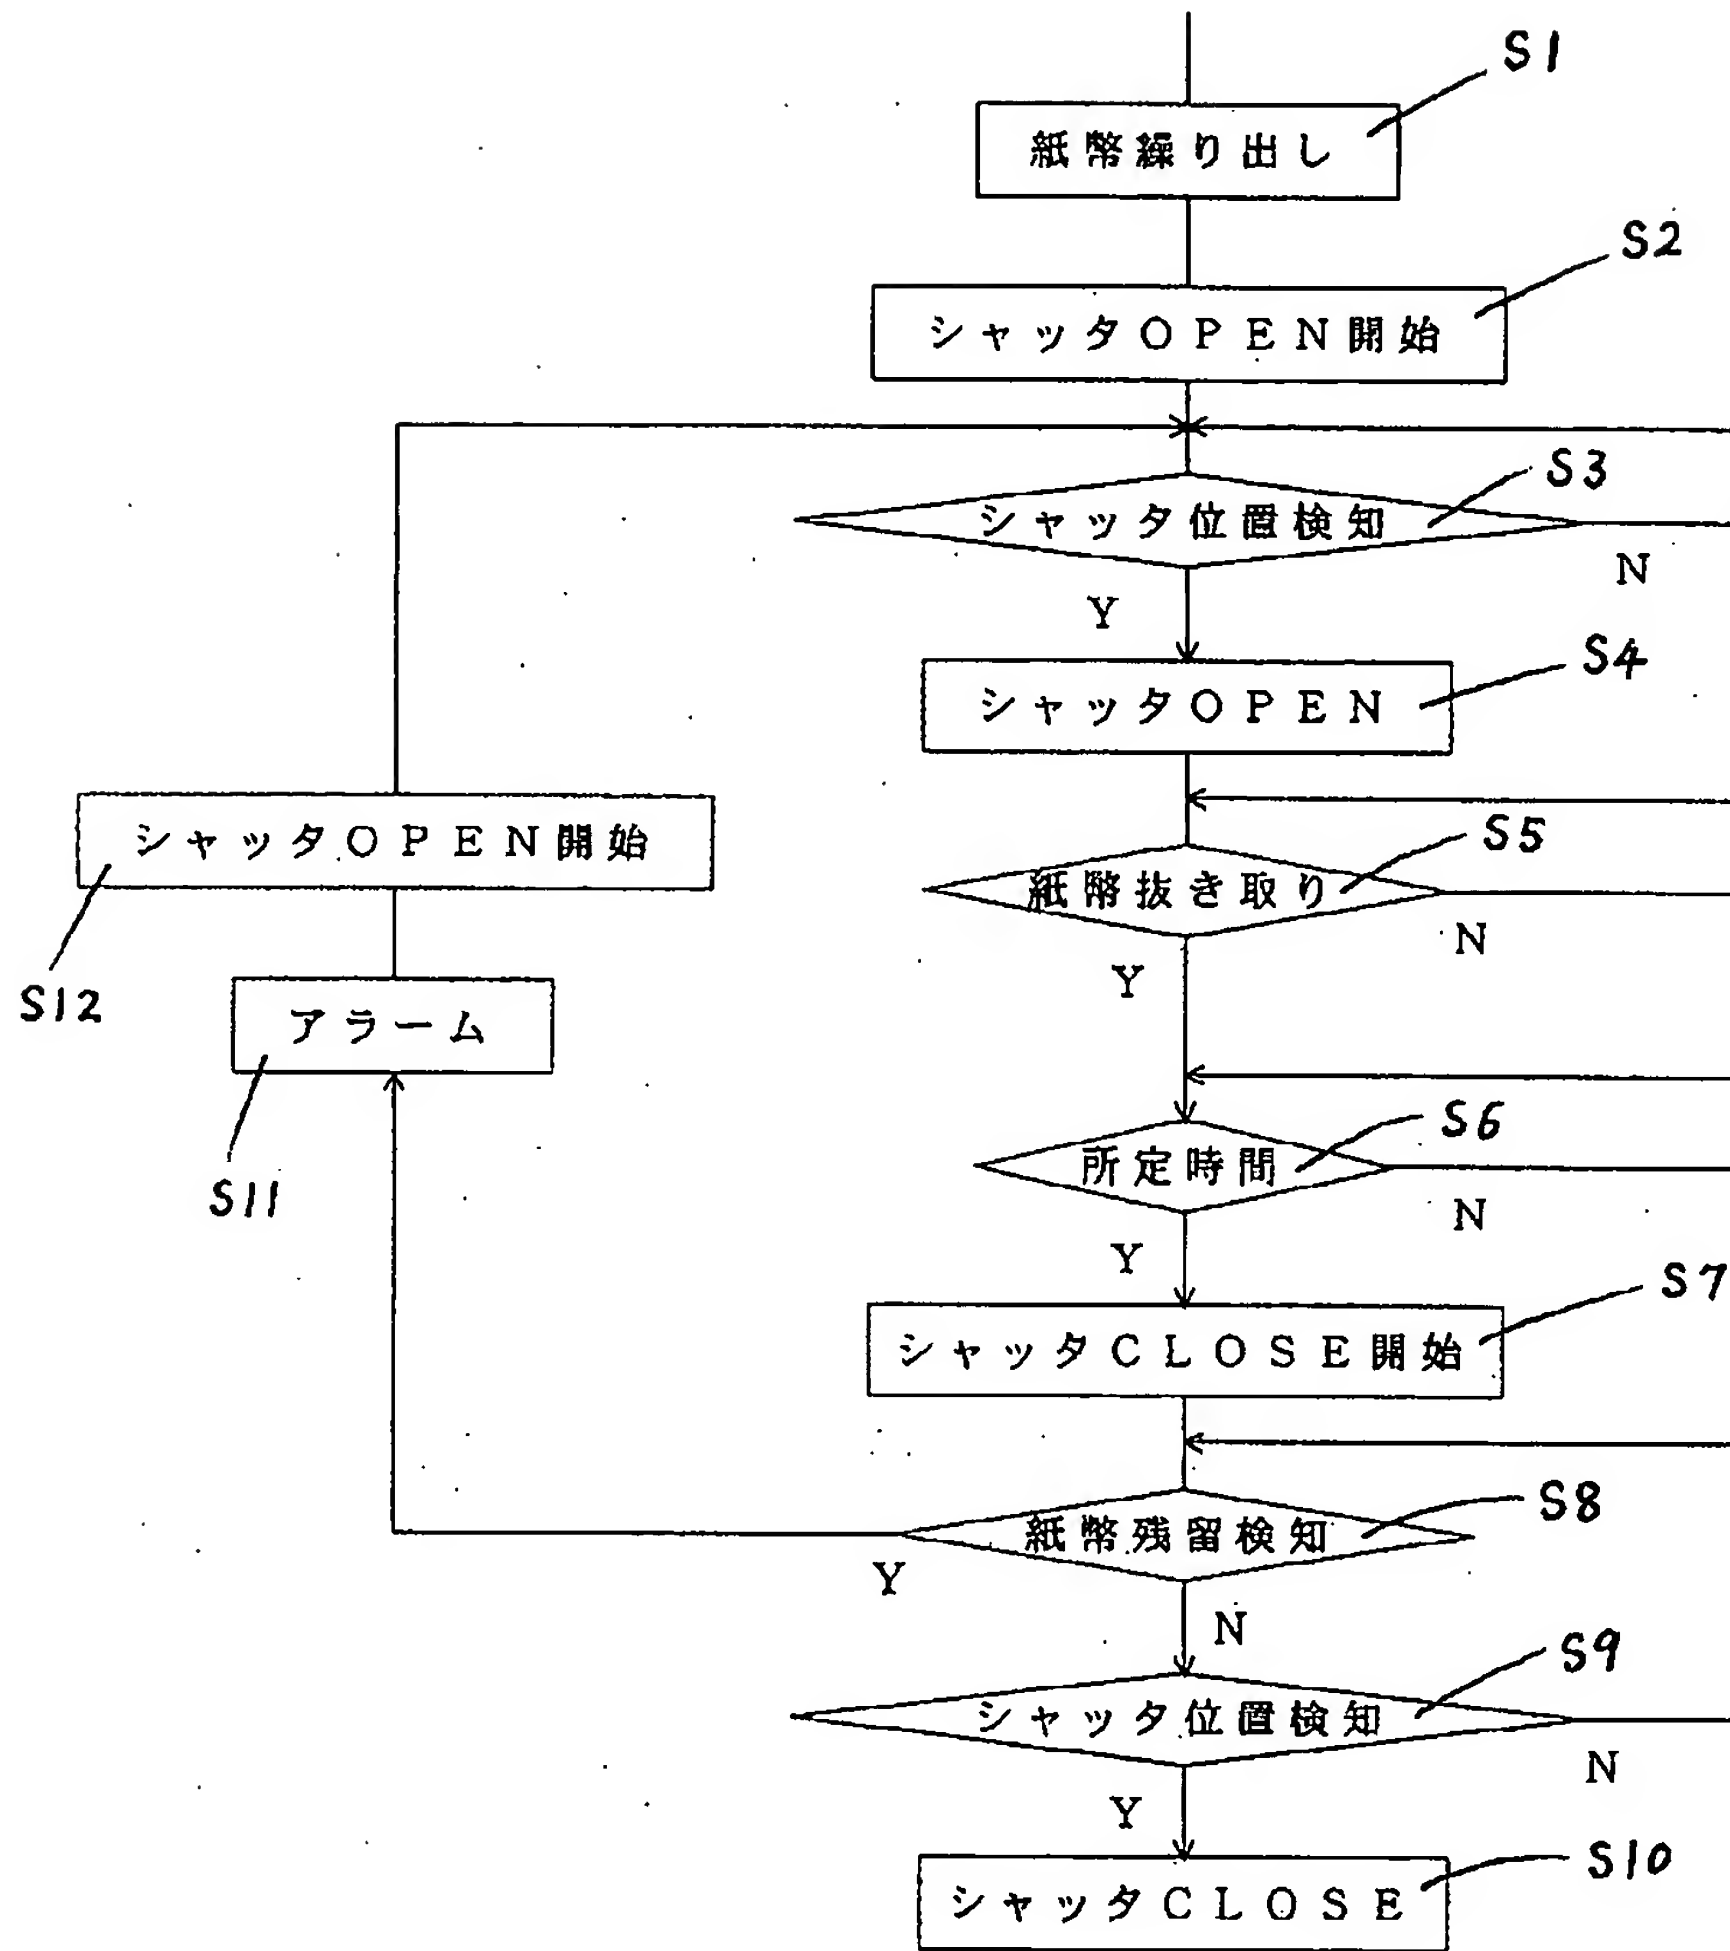 S1
紙幣繰り出し
S2
シャッタOPEN開始
S3
シャッタ位置検知
N
Y
S4
シャッタOPEN
シャッタOPEN開始
S5
紙幣抜き取り
N
Y
S12
アラーム
S6
所定時間
S11
N
Y
S7
シャッタCLOSE開始
S8
紙幣残留検知
Y
N
S9
シャッタ位置検知
N
Y
S10
シャッタCLOSE